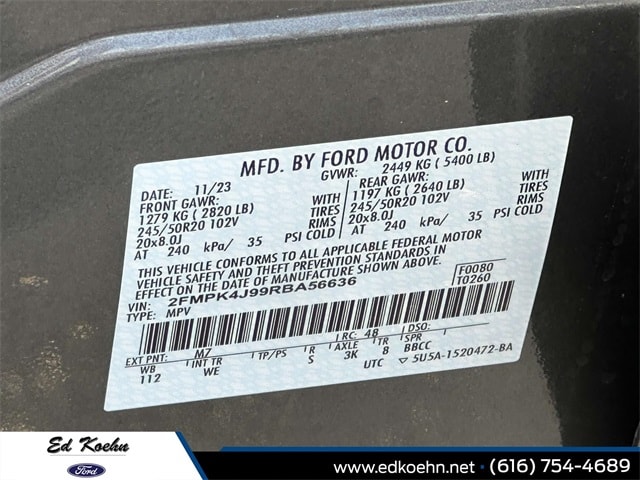 MFD. BY FORD MOTOR CO.
DATE: 11/23 GVWR: 2449 KG ( 5400 LB)
FRONT GAWR: REAR GAWR:
1279 KG ( 2820 LB) WITH 1197 KG ( 2640 LB) WITH
245/50R20 102V TIRES 245/50R20 102V TIRES
20x8.0J RIMS 20x8.0J RIMS
AT 240 kPa/ 35 PSI COLD AT 240 kPa/ 35 PSI COLD
THIS VEHICLE CONFORMS TO ALL APPLICABLE FEDERAL MOTOR
VEHICLE SAFETY AND THEFT PREVENTION STANDARDS IN
EFFECT ON THE DATE OF MANUFACTURE SHOWN ABOVE.
VIN: 2FMPK4J99RBA56636 F0080
TYPE: MPV T0260
EXT PNT: M7 RC: 48 DSO:
WB INT TR TP/PS R AXLE TR SPR
112 WE S 3K 8 BBCC
UTC ▽ 5U5A-1520472-BA
Ed Koehn
Ford
www.edkoehn.net (616) 754-4689